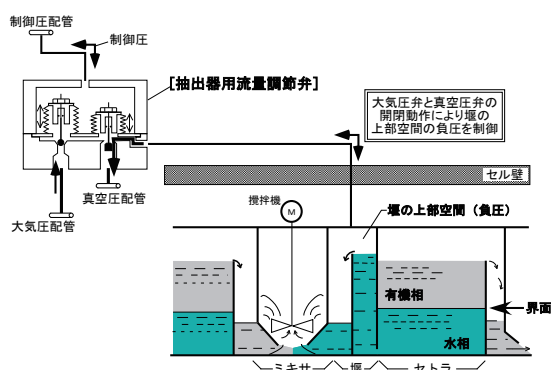 制御圧配管
制御圧
[抽出器用流量調節弁]
大気圧弁と真空圧弁の
開閉動作により堰の
上部空間の負圧を制御
セル壁
真空圧配管
大気圧配管
攪拌機
M
堰の上部空間（負圧）
有機相
界面
水相
ミキサ
堰
セトラ